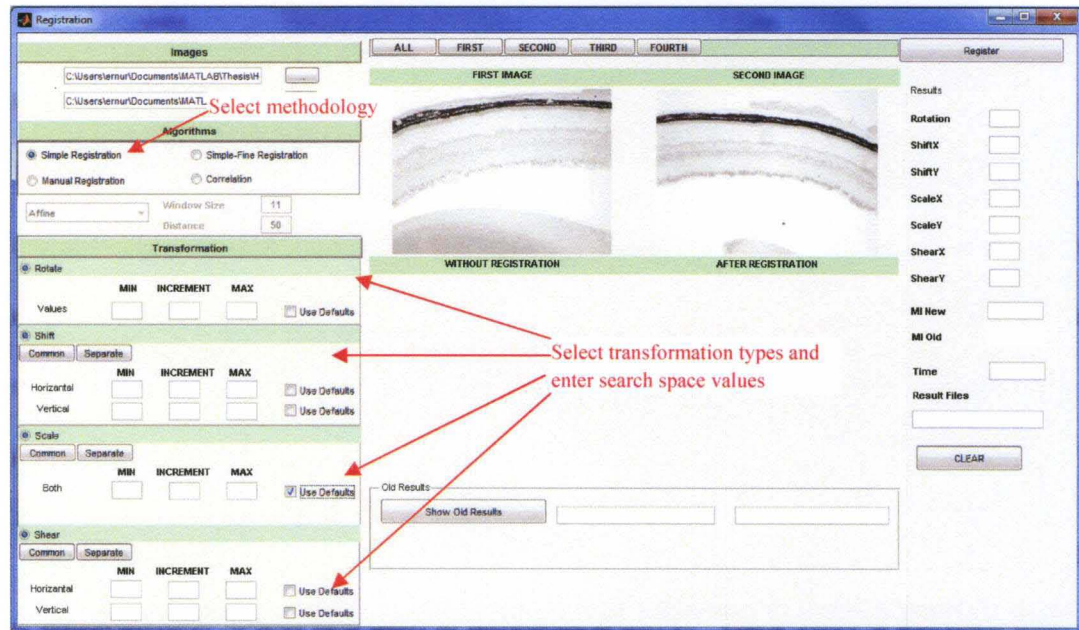 Registration
Images
C:\Users\ernur\Documents\MATLAB\Thesis\H
...
C:\Users\ernur\Documents\MATL
Select methodology
Algorithms
Simple Registration
Simple-Fine Registration
Manual Registration
Correlation
Affine
Window Size
11
Distance
50
Transformation
Rotate
MIN INCREMENT MAX
Values
Use Defaults
Shift
Common Separate
MIN INCREMENT MAX
Horizantal
Use Defaults
Vertical
Use Defaults
Scale
Common Separate
MIN INCREMENT MAX
Both
Use Defaults
Shear
Common Separate
MIN INCREMENT MAX
Horizantal
Use Defaults
Vertical
Use Defaults
ALL FIRST SECOND THIRD FOURTH
FIRST IMAGE
SECOND IMAGE
WITHOUT REGISTRATION
AFTER REGISTRATION
Select transformation types and
enter search space values
Old Results
Show Old Results
Register
Results
Rotation
ShiftX
ShiftY
ScaleX
ScaleY
ShearX
ShearY
MI New
MI Old
Time
Result Files
CLEAR